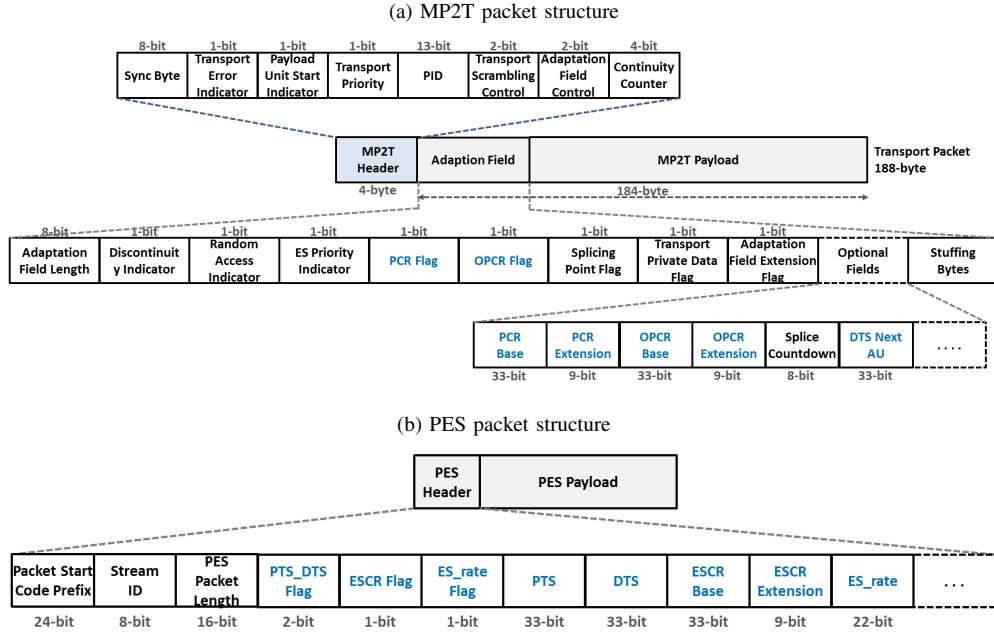 (a) MP2T packet structure
8-bit 1-bit 1-bit 1-bit 13-bit 2-bit 2-bit 4-bit
Sync Byte
Transport
Error
Indicator
Payload
Unit Start
Indicator
Transport
Priority
PID
Transport
Scrambling
Control
Adaptation
Field
Control
Continuity
Counter
MP2T
Header
Adaption Field
MP2T Payload
Transport Packet
188-byte
4-byte
184-byte
8-bit 1-bit 1-bit 1-bit 1-bit 1-bit 1-bit 1-bit 1-bit
Adaptation
Field Length
Discontinuit
y Indicator
Random
Access
Indicator
ES Priority
Indicator
PCR Flag
OPCR Flag
Splicing
Point Flag
Transport
Private Data
Flag
Adaptation
Field Extension
Flag
Optional
Fields
Stuffing
Bytes
PCR
Base
PCR
Extension
OPCR
Base
OPCR
Extension
Splice
Countdown
DTS Next
AU
....
33-bit 9-bit 33-bit 9-bit 8-bit 33-bit
(b) PES packet structure
PES
Header
PES Payload
Packet Start
Code Prefix
Stream
ID
PES
Packet
Length
PTS_DTS
Flag
ESCR Flag
ES_rate
Flag
PTS
DTS
ESCR
Base
ESCR
Extension
ES_rate
...
24-bit 8-bit 16-bit 2-bit 1-bit 1-bit 33-bit 33-bit 33-bit 9-bit 22-bit